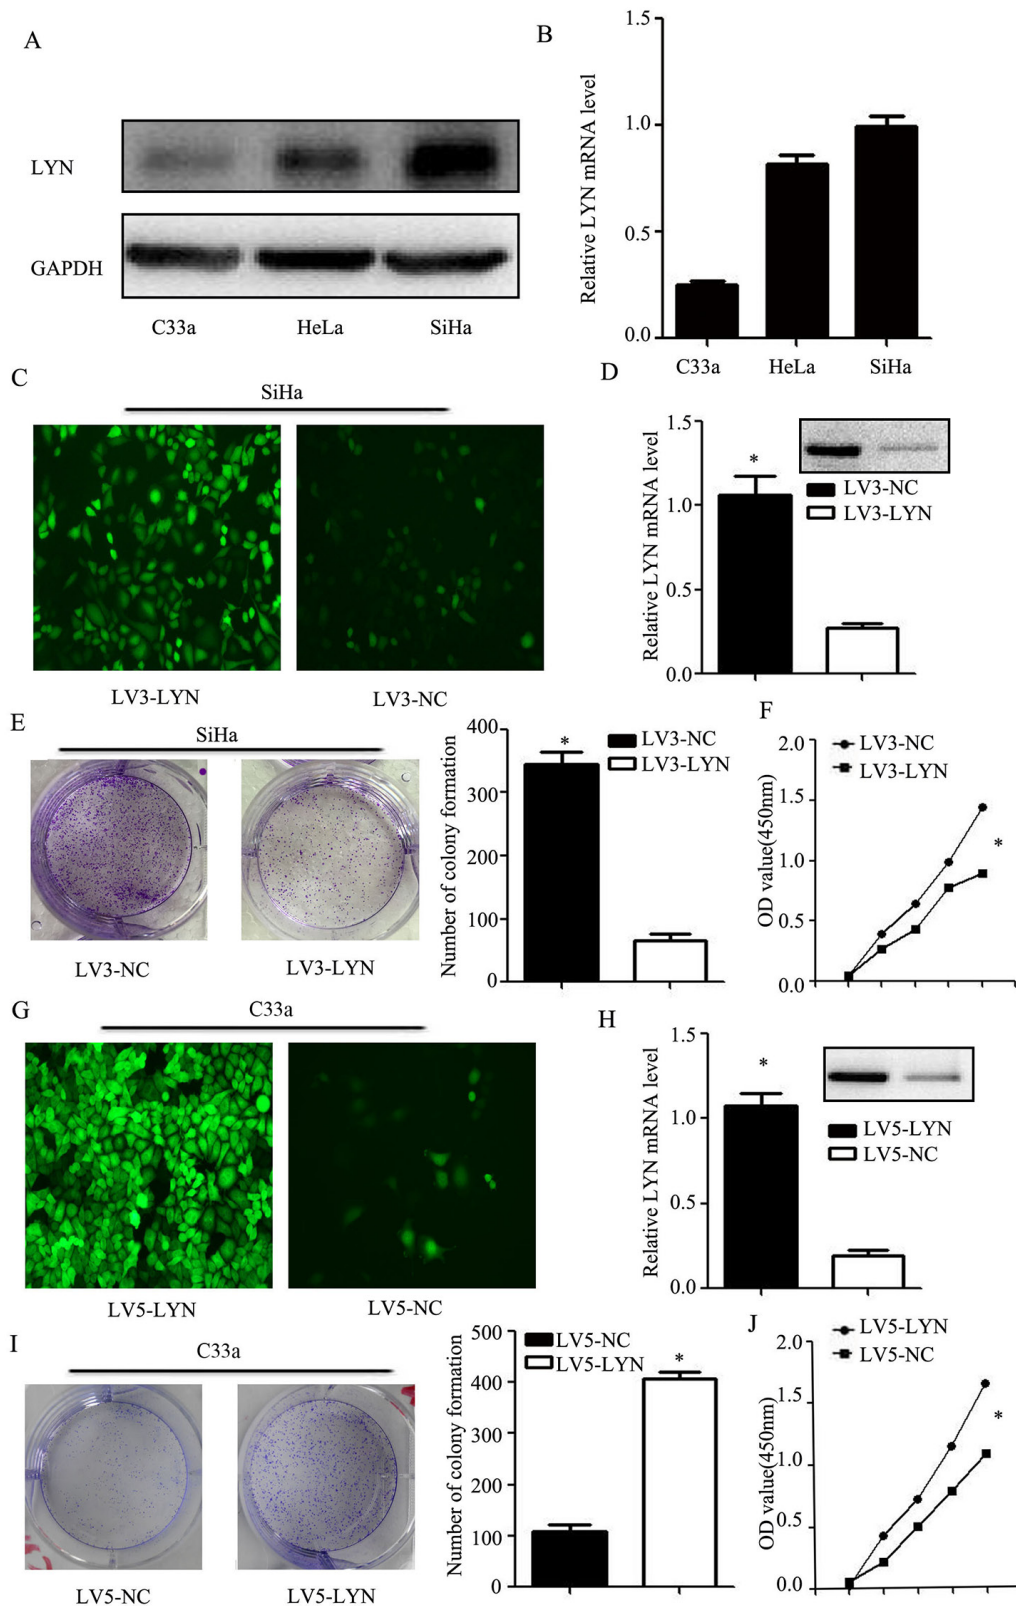 A
LYN
GAPDH
C33a HeLa SiHa
B
Relative LYN mRNA level
1.5
1.0
0.5
0.0
C33a HeLa SiHa
C
SiHa
LV3-LYN LV3-NC
D
Relative LYN mRNA level
1.5
1.0
0.5
0.0
*
LV3-NC
LV3-LYN
E
SiHa
LV3-NC LV3-LYN
Number of colony formation
400
300
200
100
0
*
LV3-NC
LV3-LYN
F
OD value(450nm)
2.0
1.5
1.0
0.5
0.0
LV3-NC
LV3-LYN
*
G
C33a
LV5-LYN LV5-NC
H
Relative LYN mRNA level
1.5
1.0
0.5
0.0
*
LV5-LYN
LV5-NC
I
C33a
LV5-NC LV5-LYN
Number of colony formation
500
400
300
200
100
0
LV5-NC
LV5-LYN
*
J
OD value(450nm)
2.0
1.5
1.0
0.5
0.0
LV5-LYN
LV5-NC
*